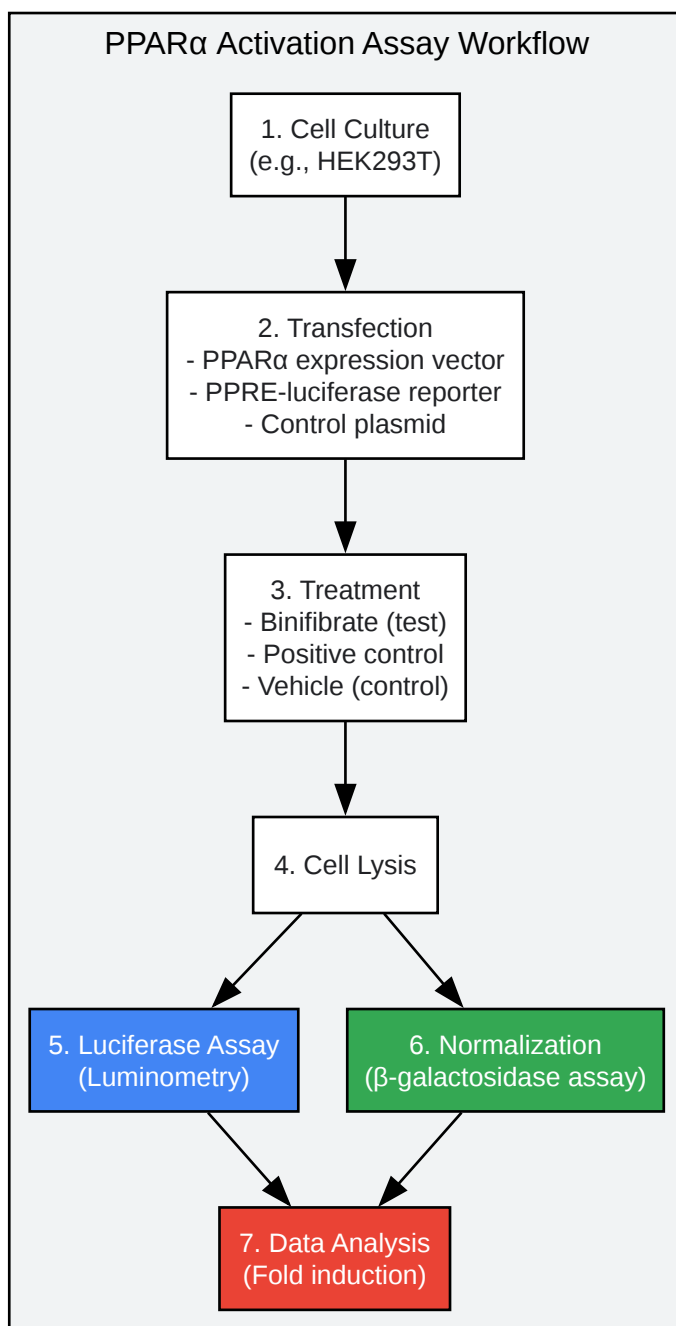 PPARα Activation Assay Workflow
1. Cell Culture
(e.g., HEK293T)
2. Transfection
- PPARα expression vector
- PPRE-luciferase reporter
- Control plasmid
3. Treatment
- Binifibrate (test)
- Positive control
- Vehicle (control)
4. Cell Lysis
5. Luciferase Assay
(Luminometry)
6. Normalization
(β-galactosidase assay)
7. Data Analysis
(Fold induction)